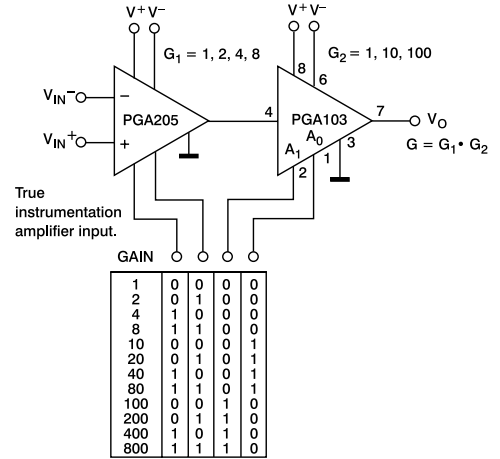 V+ V–
V+ V–
G1 = 1, 2, 4, 8
G2 = 1, 10, 100
8
6
VIN–
–
PGA205
4
PGA103
7
VO
VIN+
+
A1
A0
1
3
2
G = G1 • G2
True
instrumentation
amplifier input.
GAIN
1 0 0 0 0
2 0 1 0 0
4 1 0 0 0
8 1 1 0 0
10 0 0 0 1
20 0 1 0 1
40 1 0 0 1
80 1 1 0 1
100 0 0 1 0
200 0 1 1 0
400 1 0 1 0
800 1 1 1 0